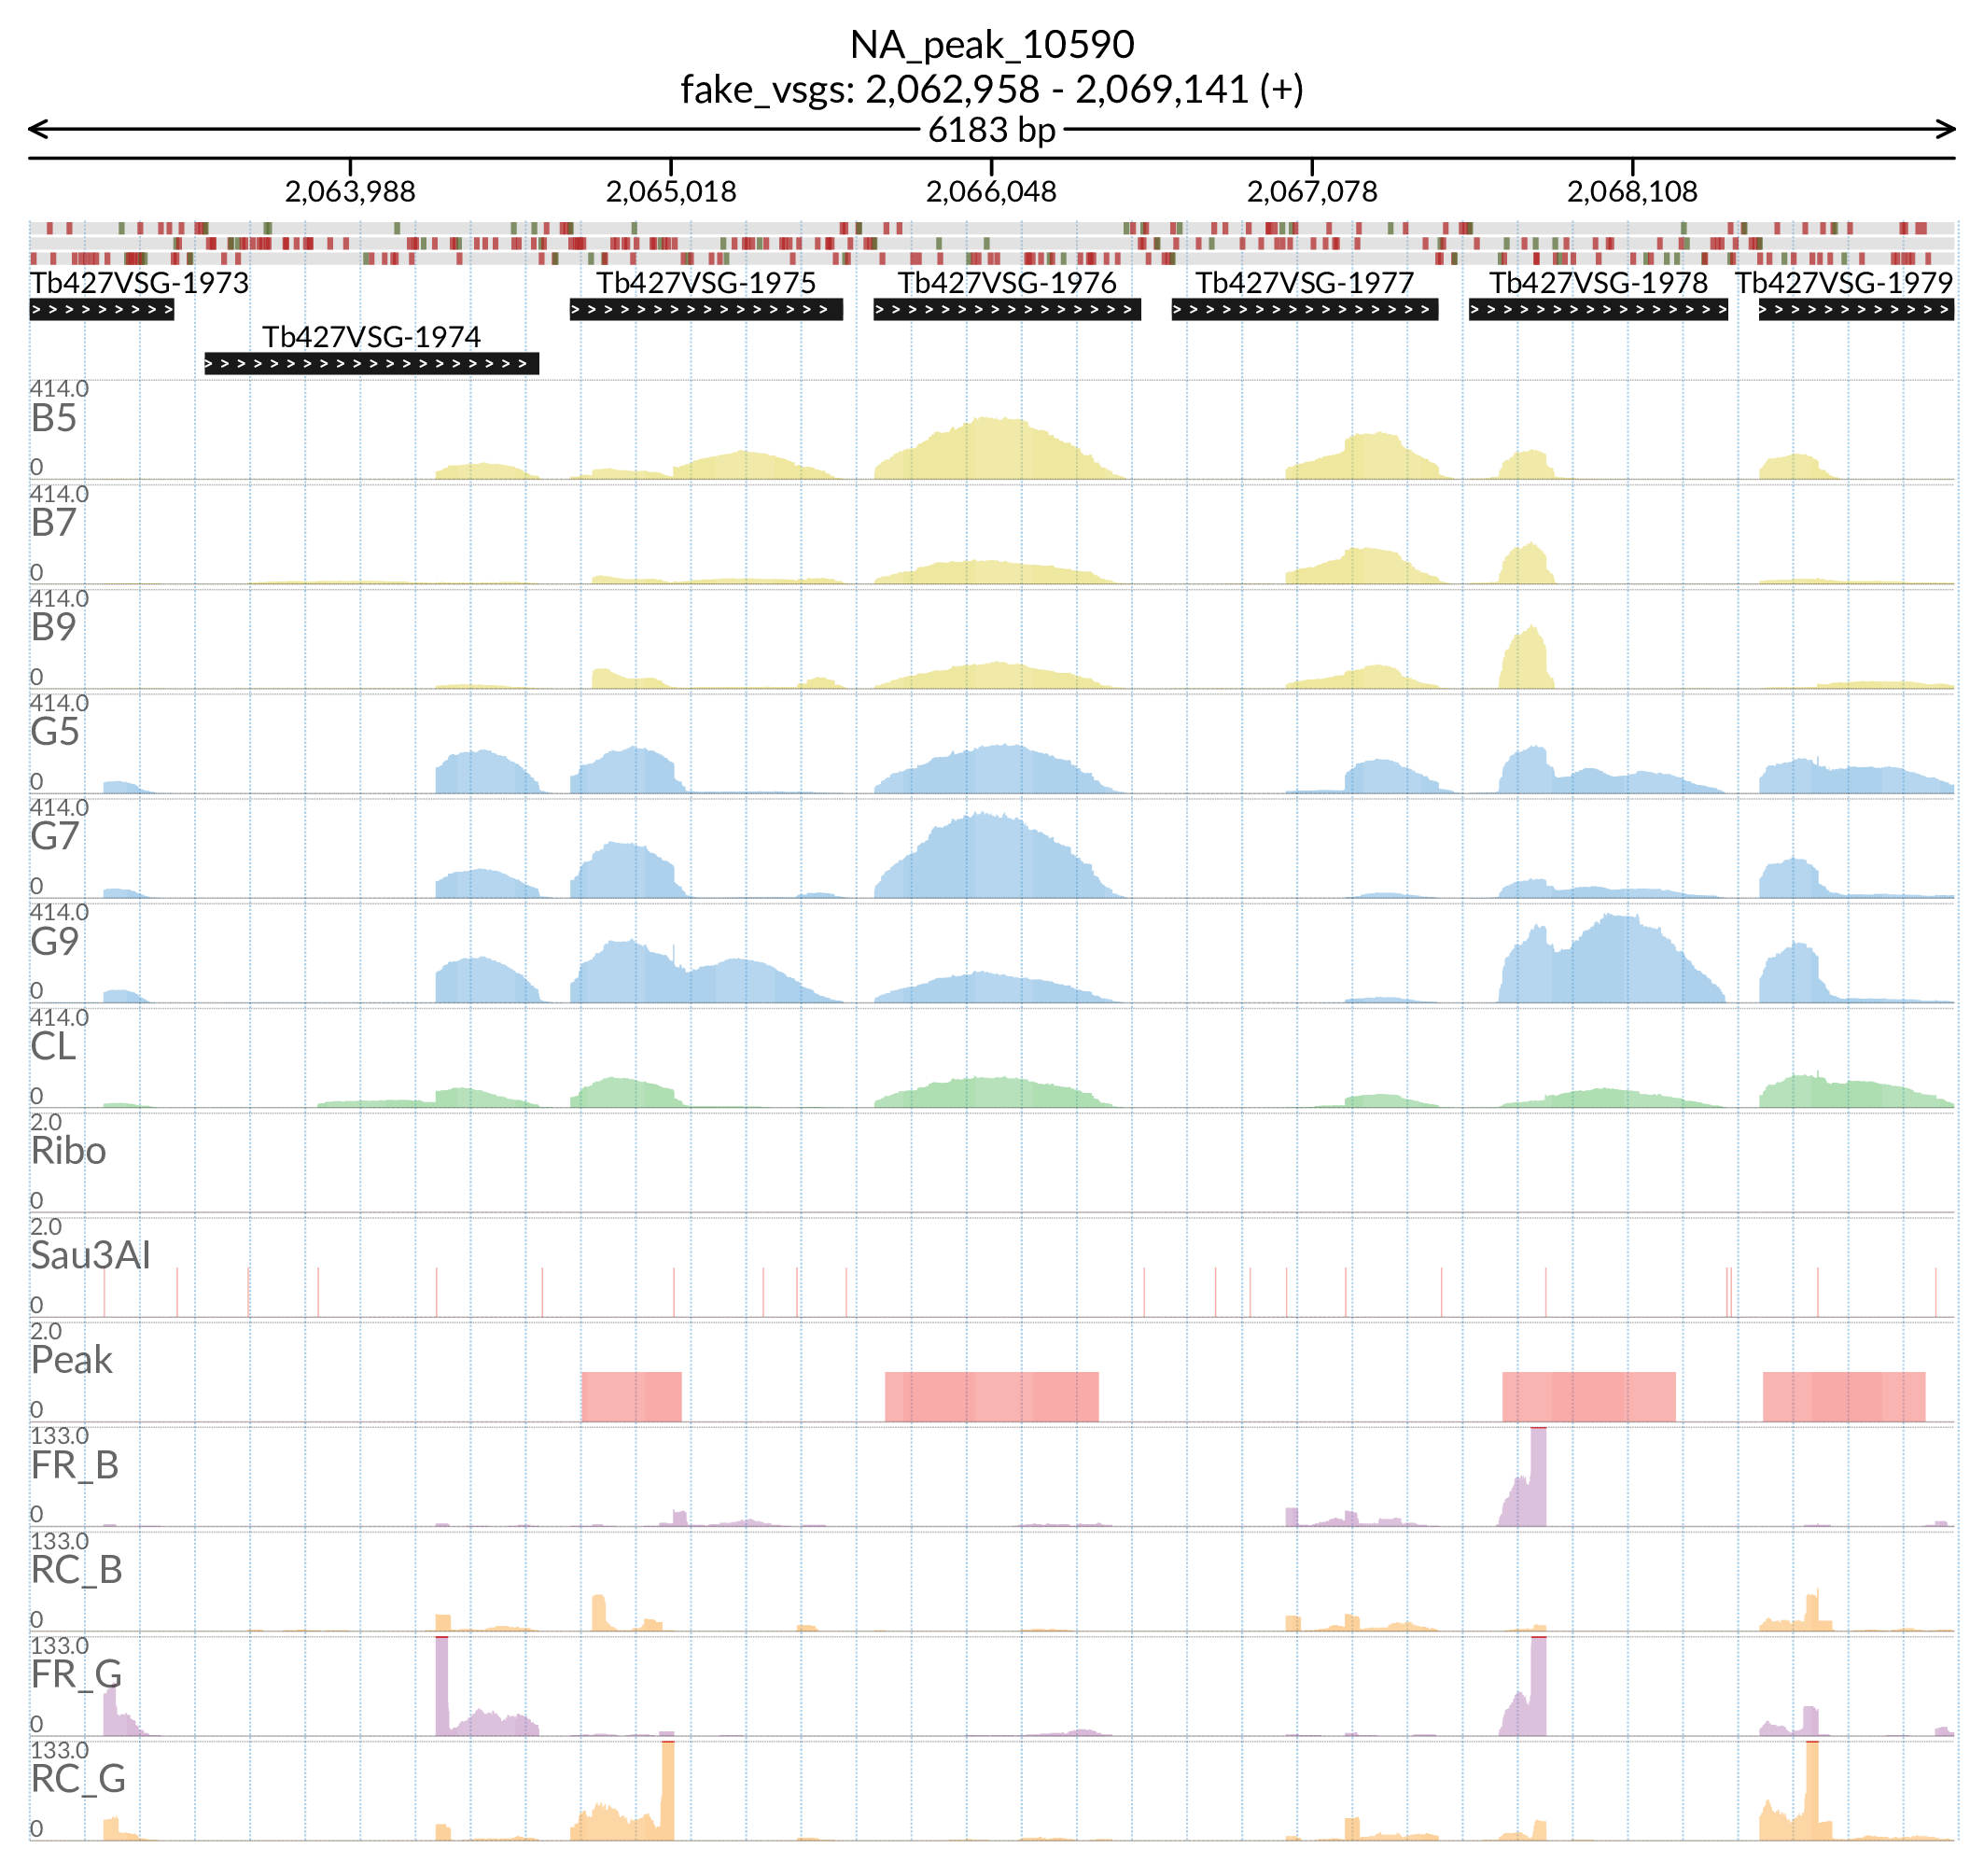 NA_peak_10590
fake_vsgs: 2,062,958 - 2,069,141 (+)
6183 bp
2,063,988 2,065,018 2,066,048 2,067,078 2,068,108
Tb427VSG-1973 Tb427VSG-1975 Tb427VSG-1976 Tb427VSG-1977 Tb427VSG-1978 Tb427VSG-1979
Tb427VSG-1974
414.0
B5
0
414.0
B7
0
414.0
B9
0
414.0
G5
0
414.0
G7
0
414.0
G9
0
414.0
CL
0
2.0
Ribo
0
2.0
Sau3AI
0
2.0
Peak
0
133.0
FR_B
0
133.0
RC_B
0
133.0
FR_G
0
133.0
RC_G
0